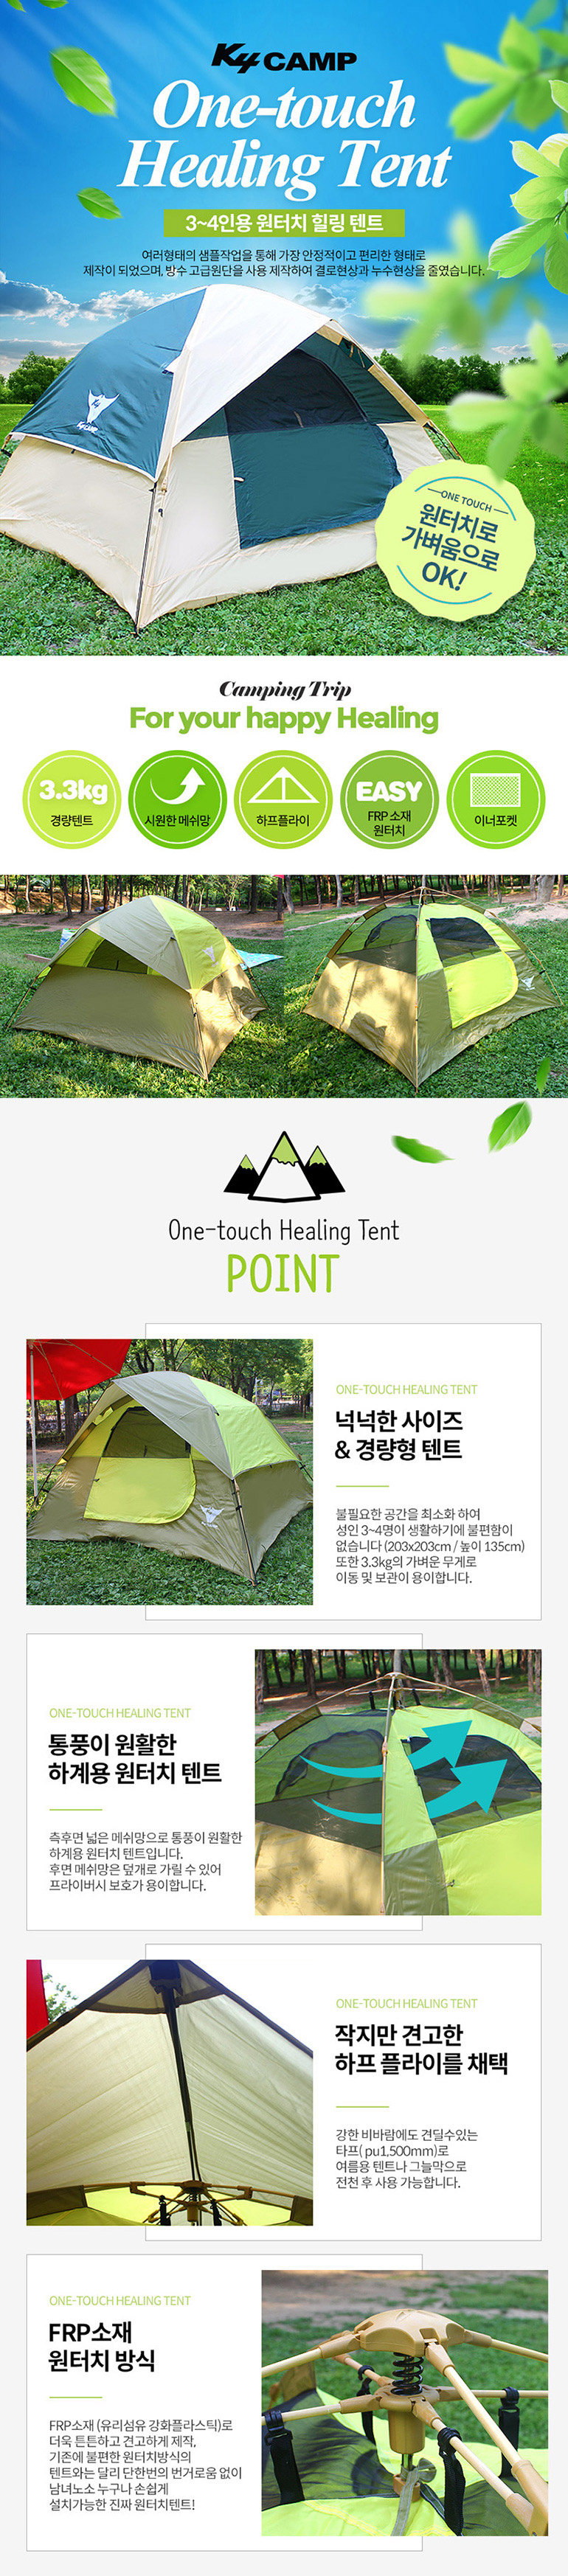 K4 CAMP
One-touch
Healing Tent
3~4인용 원터치 힐링 텐트
여러형태의 샘플작업을 통해 가장 안정적이고 편리한 형태로
제작이 되었으며, 방수 고급원단을 사용 제작하여 결로현상과 누수현상을 줄였습니다.
ONE TOUCH
원터치로
가벼움으로
OK!
Camping Trip
For your happy Healing
3.3kg
경량텐트
시원한 메쉬망
하프플라이
EASY
FRP 소재
원터치
이너포켓
One-touch Healing Tent
POINT
ONE-TOUCH HEALING TENT
넉넉한 사이즈
& 경량형 텐트
불필요한 공간을 최소화 하여
성인 3~4명이 생활하기에 불편함이
없습니다 (203x203cm / 높이 135cm)
또한 3.3kg의 가벼운 무게로
이동 및 보관이 용이합니다.
ONE-TOUCH HEALING TENT
통풍이 원활한
하계용 원터치 텐트
측후면 넓은 메쉬망으로 통풍이 원활한
하계용 원터치 텐트입니다.
후면 메쉬망은 덮개로 가릴 수 있어
프라이버시 보호가 용이합니다.
ONE-TOUCH HEALING TENT
작지만 견고한
하프 플라이를 채택
강한 비바람에도 견딜수있는
타프( pu1,500mm)로
여름용 텐트나 그늘막으로
전천 후 사용 가능합니다.
ONE-TOUCH HEALING TENT
FRP소재
원터치 방식
FRP소재 (유리섬유 강화플라스틱)로
더욱 튼튼하고 견고하게 제작,
기존에 불편한 원터치방식의
텐트와는 달리 단한번의 번거로움 없이
남녀노소 누구나 손쉽게
설치가능한 진짜 원터치텐트!